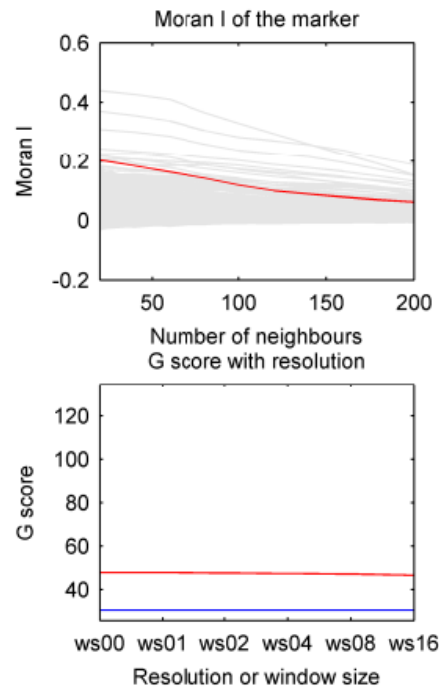 Moran I of the marker
0.6
0.4
0.2
0
-0.2
Moran I
50 100 150 200
Number of neighbours
G score with resolution
120
100
80
60
40
G score
ws00 ws01 ws02 ws04 ws08 ws16
Resolution or window size